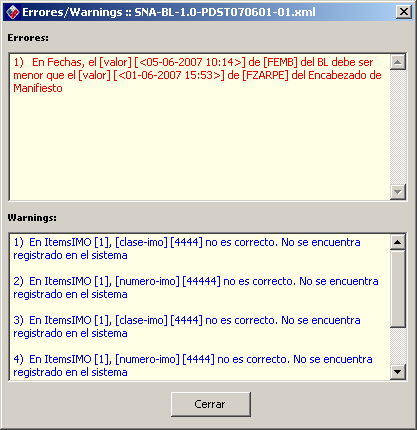 Errores/Warnings :: SNA-BL-1.0-PDST070601-01.xml
Errores:
1) En Fechas, el [valor] [<05-06-2007 10:14>] de [FEMB] del BL debe ser
menor que el [valor] [<01-06-2007 15:53>] de [FZARPE] del Encabezado de
Manifiesto
Warnings:
1) En ItemsIMO [1], [clase-imo] [4444] no es correcto. No se encuentra
registrado en el sistema
2) En ItemsIMO [1], [numero-imo] [44444] no es correcto. No se encuentra
registrado en el sistema
3) En ItemsIMO [1], [clase-imo] [4444] no es correcto. No se encuentra
registrado en el sistema
4) En ItemsIMO [1], [numero-imo] [4444] no es correcto. No se encuentra
registrado en el sistema
Cerrar